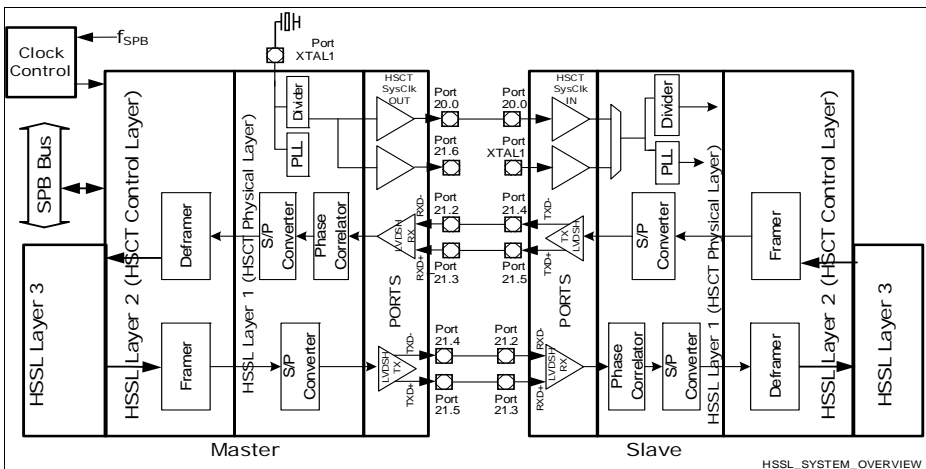 Clock
Control
fSPB
SPB Bus
Port
XTAL1
HSSL Layer 3
HSSL Layer 2 (HSCT Control Layer)
Deframer
Framer
HSSL Layer 1 (HSCT Physical Layer)
Divider
PLL
S/P
Converter
Phase
Correlator
S/P
Converter
HSCT
SysClk
OUT
LVDSH
RX
RXD-
RXD+
PORTS
LVDSH
TX
TXD-
TXD+
Port
20.0
Port
21.6
Port
21.2
Port
21.3
Port
21.4
Port
21.5
Port
20.0
Port
XTAL1
Port
21.4
Port
21.5
Port
21.2
Port
21.3
HSCT
SysClk
IN
TXD-
TXD+
TX
LVDSH
PORTS
RXD-
RXD+
LVDSH
RX
Divider
PLL
S/P
Converter
Phase
Correlator
S/P
Converter
HSSL Layer 1 (HSCT Physical Layer)
Framer
Deframer
HSSL Layer 2 (HSCT Control Layer)
HSSL Layer 3
Master
Slave
HSSL_SYSTEM_OVERVIEW